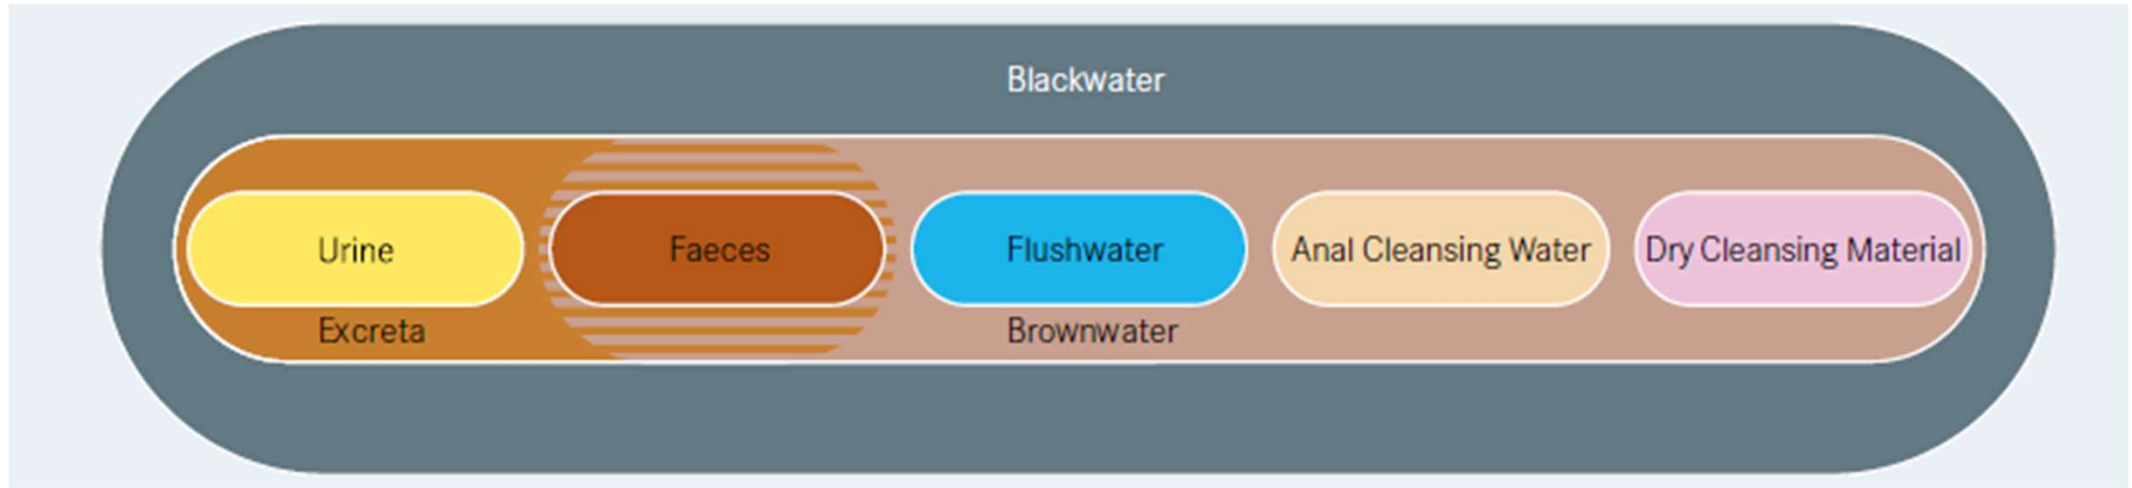 Blackwater
Urine
Faeces
Flushwater
Anal Cleansing Water
Dry Cleansing Material
Excreta
Brownwater